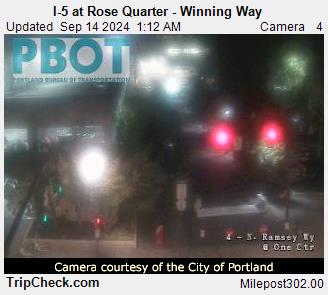 I-5 at Rose Quarter - Winning Way
Updated Sep 14 2024 1:12 AM Camera 4
PBOT
PORTLAND BUREAU OF TRANSPORTATION
4 - N. Ramsey Wy
@ One Ctr
Camera courtesy of the City of Portland
TripCheck.com Milepost302.00